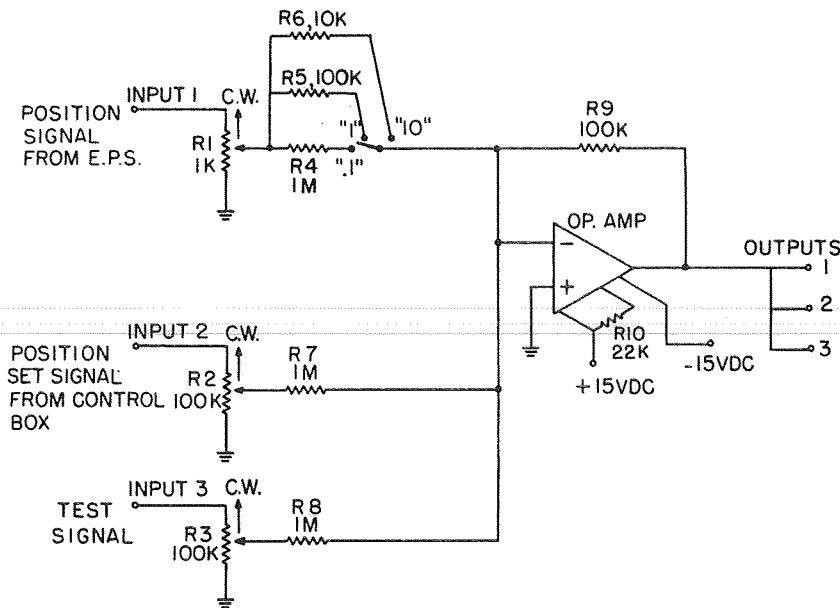 R6,10K
R5,100K
INPUT 1
C.W.
"1"
"10"
POSITION
SIGNAL
FROM E.P.S.
R1
1K
R4
1M
".1"
R9
100K
OP. AMP
−
+
OUTPUTS
1
2
3
R10
22K
-15VDC
+15VDC
INPUT 2
C.W.
POSITION
SET SIGNAL
FROM CONTROL
BOX
R2
100K
R7
1M
INPUT 3
C.W.
TEST
SIGNAL
R3
100K
R8
1M